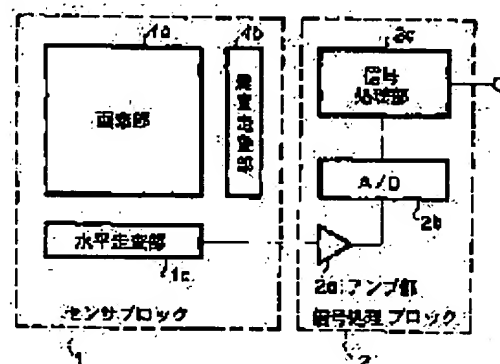 1a
1b
2c
画素部
垂直走査部
信号
処理部
A/D
2b
水平走査部
1c
2a アンプ部
センサブロック
信号処理 ブロック
1
2